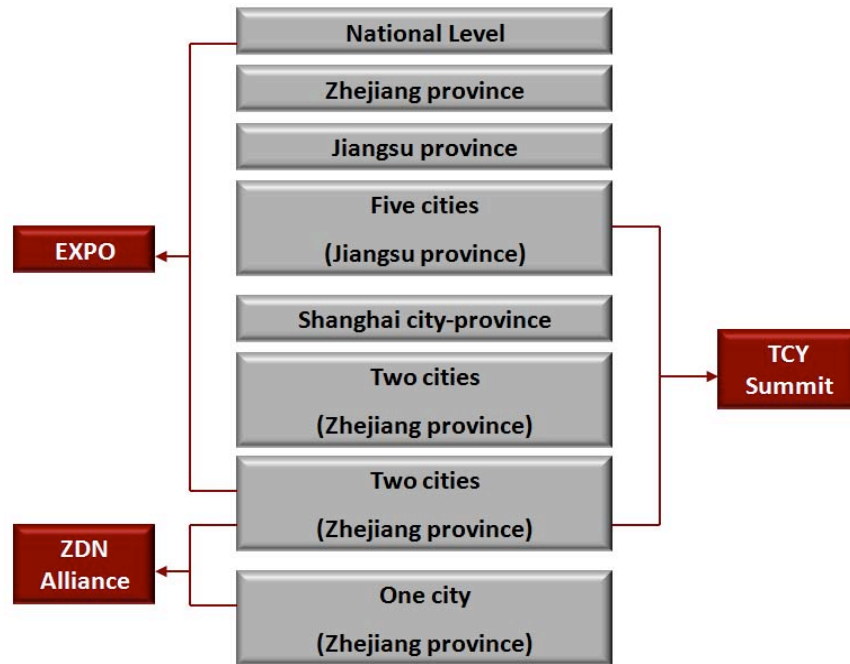 National Level
Zhejiang province
Jiangsu province
Five cities
(Jiangsu province)
EXPO
Shanghai city-province
TCY
Summit
Two cities
(Zhejiang province)
Two cities
(Zhejiang province)
ZDN
Alliance
One city
(Zhejiang province)